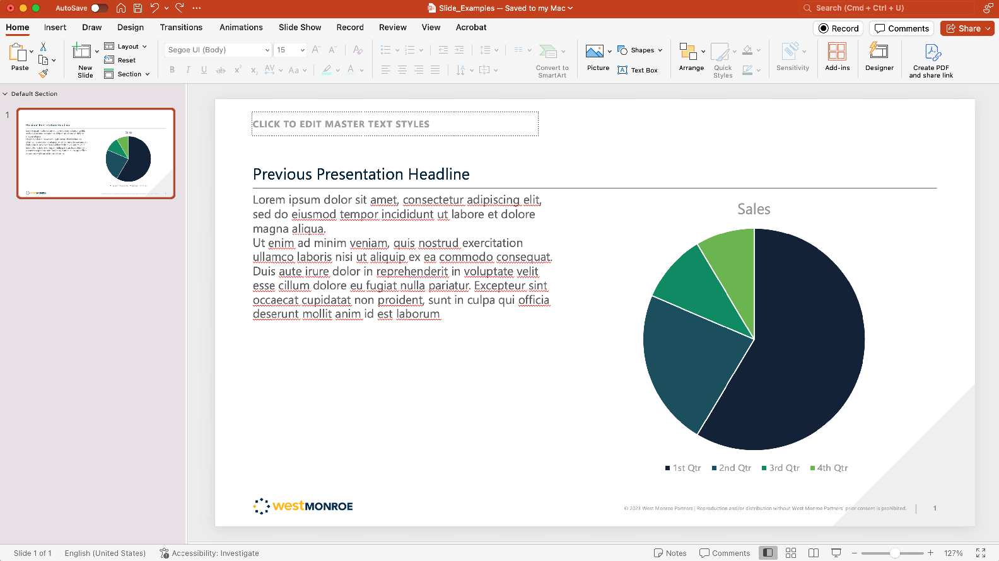 AutoSave
Slide_Examples — Saved to my Mac
Search (Cmd + Ctrl + U)
Home Insert Draw Design Transitions Animations Slide Show Record Review View Acrobat
Record Comments Share
Paste
New Slide
Layout
Reset
Section
Segoe UI (Body) 15
B I U ab x² x₂ AV Aa A
Convert to SmartArt
Picture
Shapes
Text Box
Arrange
Quick Styles
Sensitivity
Add-ins
Designer
Create PDF and share link
Default Section
1
Previous Presentation Headline
CLICK TO EDIT MASTER TEXT STYLES
Previous Presentation Headline
Lorem ipsum dolor sit amet, consectetur adipiscing elit,
sed do eiusmod tempor incididunt ut labore et dolore
magna aliqua.
Ut enim ad minim veniam, quis nostrud exercitation
ullamco laboris nisi ut aliquip ex ea commodo consequat.
Duis aute irure dolor in reprehenderit in voluptate velit
esse cillum dolore eu fugiat nulla pariatur. Excepteur sint
occaecat cupidatat non proident, sunt in culpa qui officia
deserunt mollit anim id est laborum
Sales
1st Qtr 2nd Qtr 3rd Qtr 4th Qtr
westMONROE
© 2023 West Monroe Partners | Reproduction and/or distribution without West Monroe Partners' prior consent is prohibited. 1
Slide 1 of 1 English (United States) Accessibility: Investigate
Notes Comments 127%